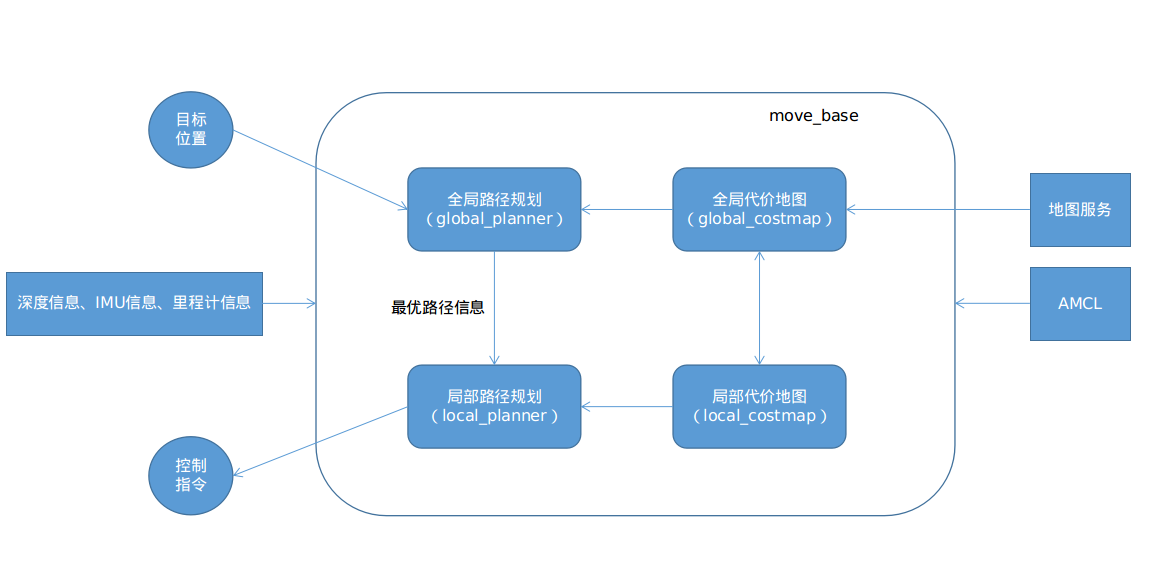 move_base
目标
位置
全局路径规划
（global_planner）
全局代价地图
（global_costmap）
地图服务
深度信息、IMU信息、里程计信息
最优路径信息
AMCL
局部路径规划
（local_planner）
局部代价地图
（local_costmap）
控制
指令